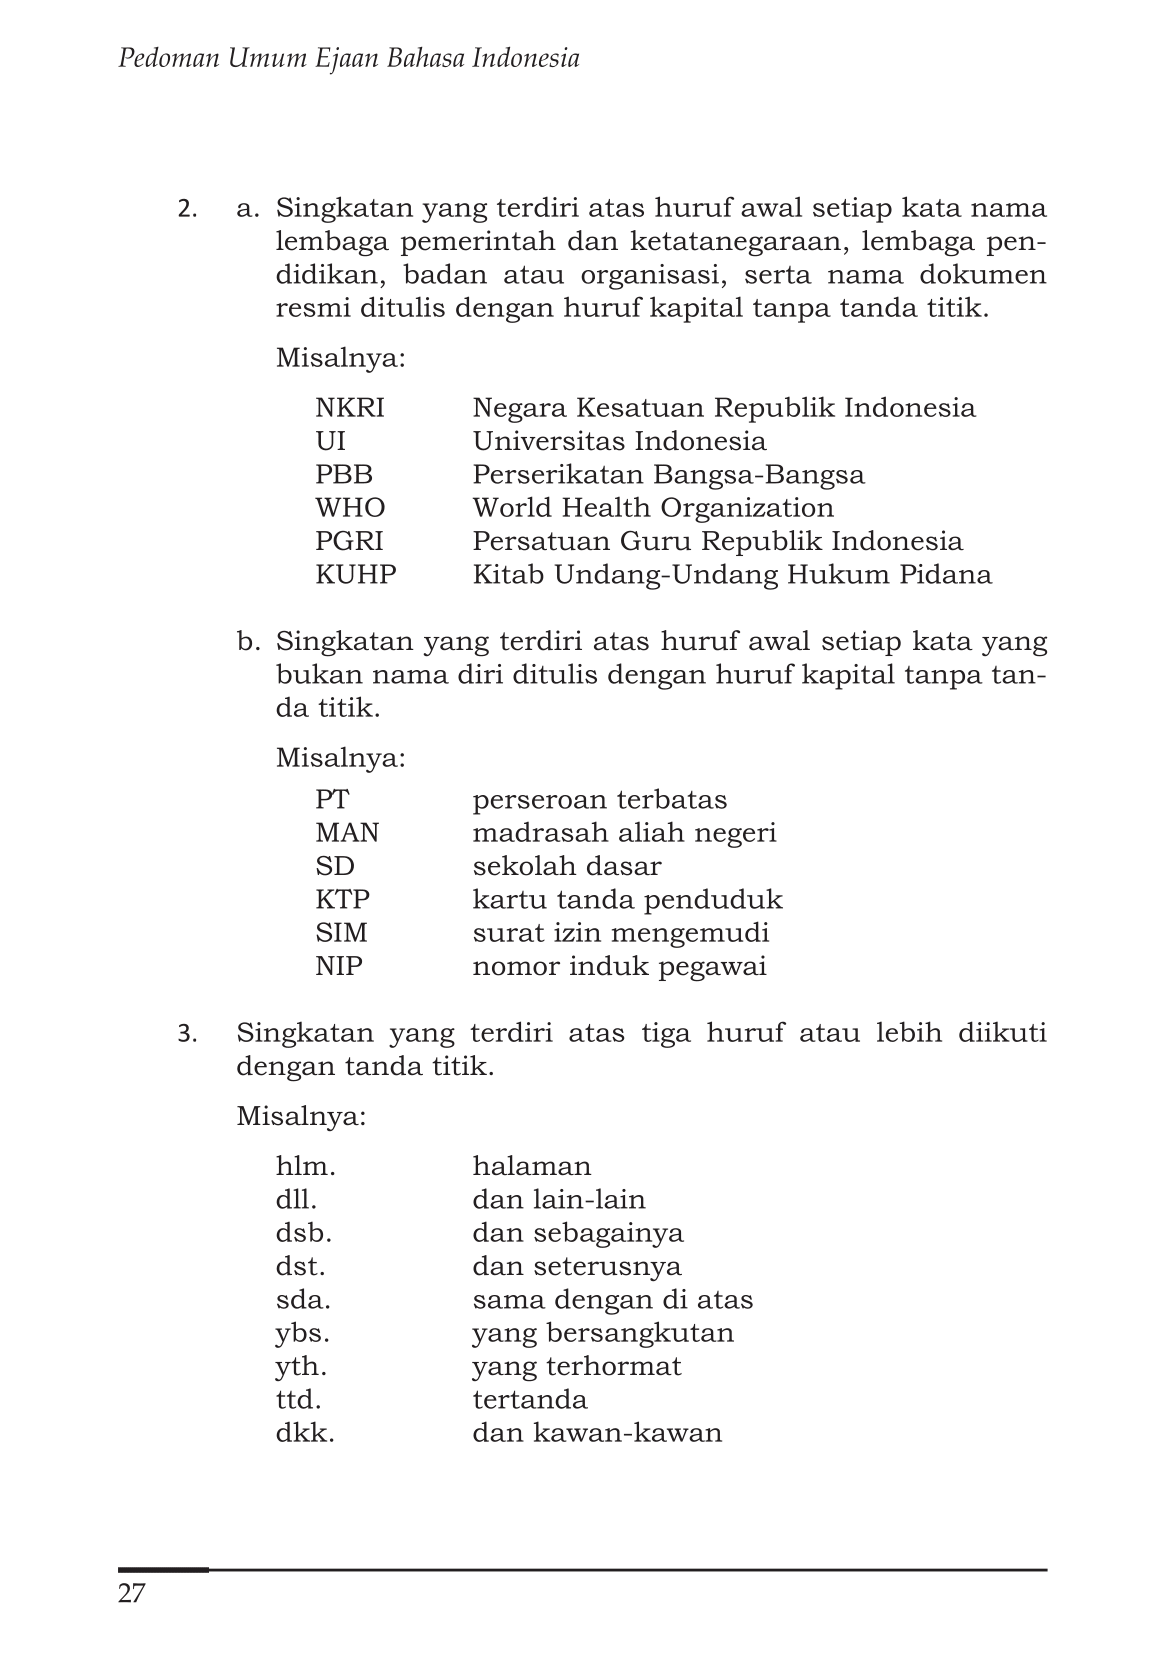 Pedoman Umum Ejaan Bahasa Indonesia
2. a. Singkatan yang terdiri atas huruf awal setiap kata nama
lembaga pemerintah dan ketatanegaraan, lembaga pen-
didikan, badan atau organisasi, serta nama dokumen
resmi ditulis dengan huruf kapital tanpa tanda titik.
Misalnya:
NKRI Negara Kesatuan Republik Indonesia
UI Universitas Indonesia
PBB Perserikatan Bangsa-Bangsa
WHO World Health Organization
PGRI Persatuan Guru Republik Indonesia
KUHP Kitab Undang-Undang Hukum Pidana
b. Singkatan yang terdiri atas huruf awal setiap kata yang
bukan nama diri ditulis dengan huruf kapital tanpa tan-
da titik.
Misalnya:
PT perseroan terbatas
MAN madrasah aliah negeri
SD sekolah dasar
KTP kartu tanda penduduk
SIM surat izin mengemudi
NIP nomor induk pegawai
3. Singkatan yang terdiri atas tiga huruf atau lebih diikuti
dengan tanda titik.
Misalnya:
hlm. halaman
dll. dan lain-lain
dsb. dan sebagainya
dst. dan seterusnya
sda. sama dengan di atas
ybs. yang bersangkutan
yth. yang terhormat
ttd. tertanda
dkk. dan kawan-kawan
27